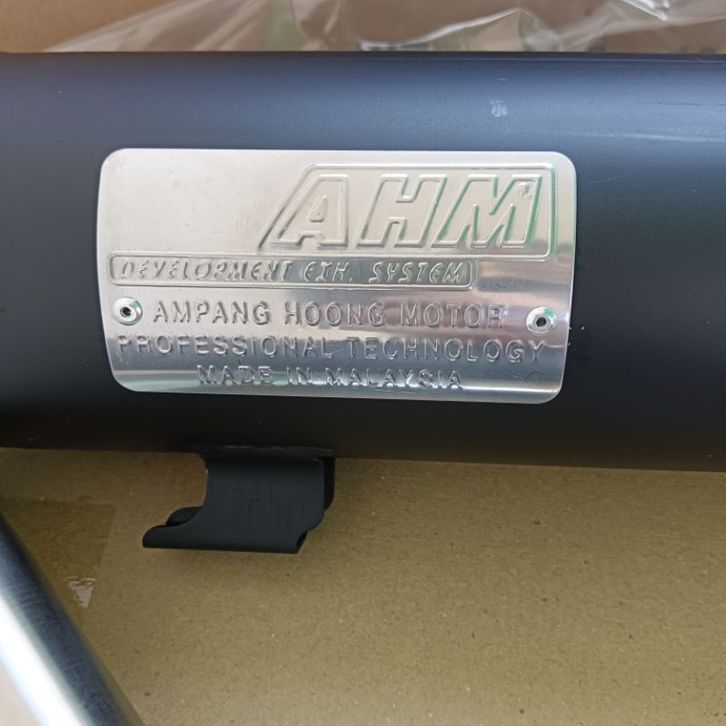 AHM®
DEVELOPMENT EXH. SYSTEM
AMPANG HOONG MOTOR
PROFESSIONAL TECHNOLOGY
MADE IN MALAYSIA